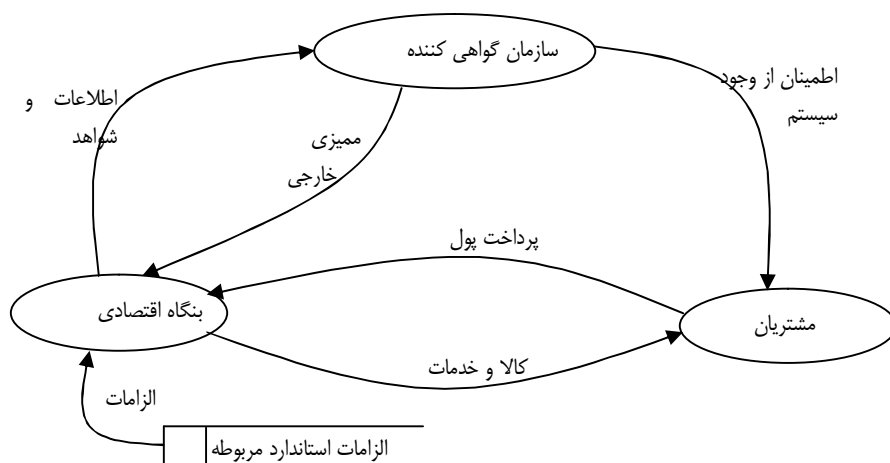 سازمان گواهی کننده
اطمینان از وجود
سیستم
اطلاعات و
شواهد
ممیزی
خارجی
پرداخت پول
بنگاه اقتصادی
مشتریان
کالا و خدمات
الزامات
الزامات استاندارد مربوطه